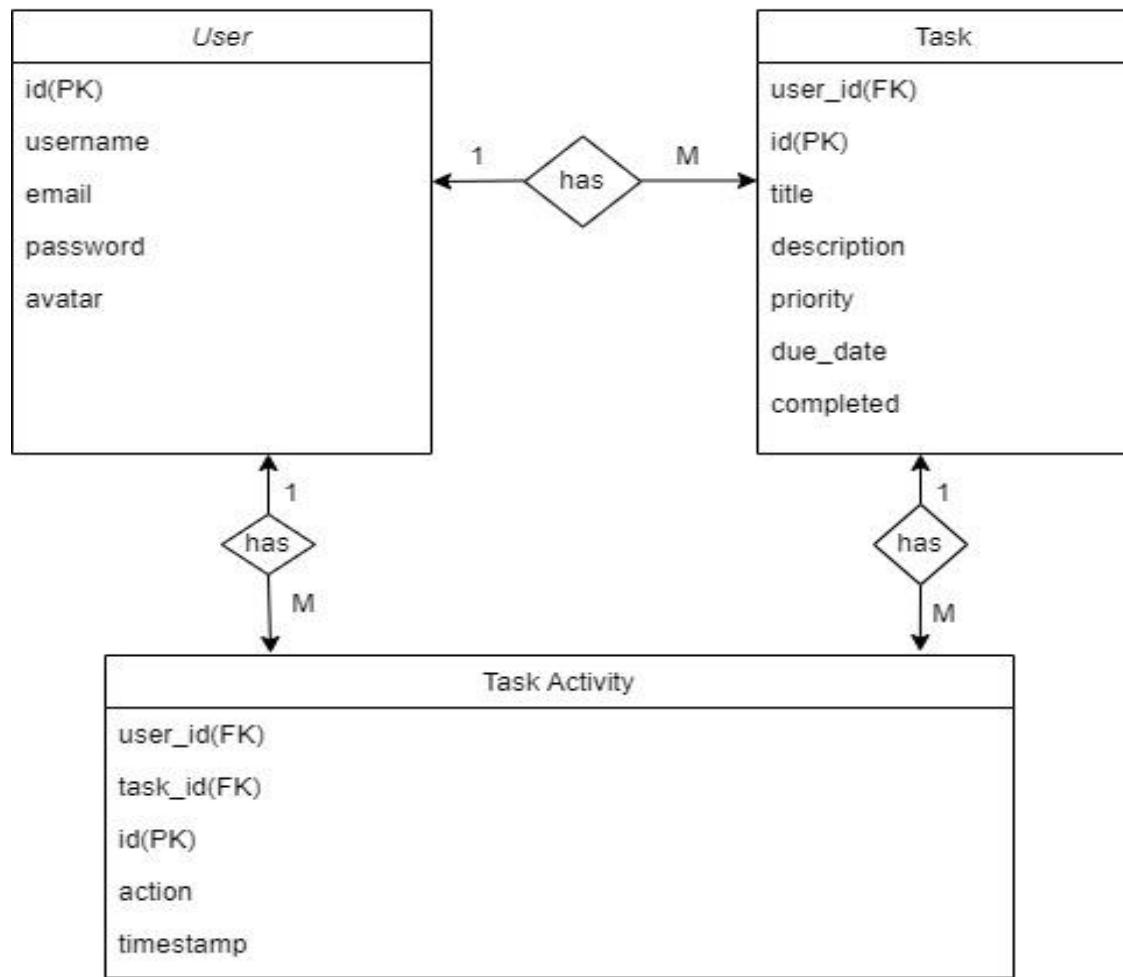 User
id(PK)
username
email
password
avatar
1
has
M
Task
user_id(FK)
id(PK)
title
description
priority
due_date
completed
1
has
M
1
has
M
Task Activity
user_id(FK)
task_id(FK)
id(PK)
action
timestamp